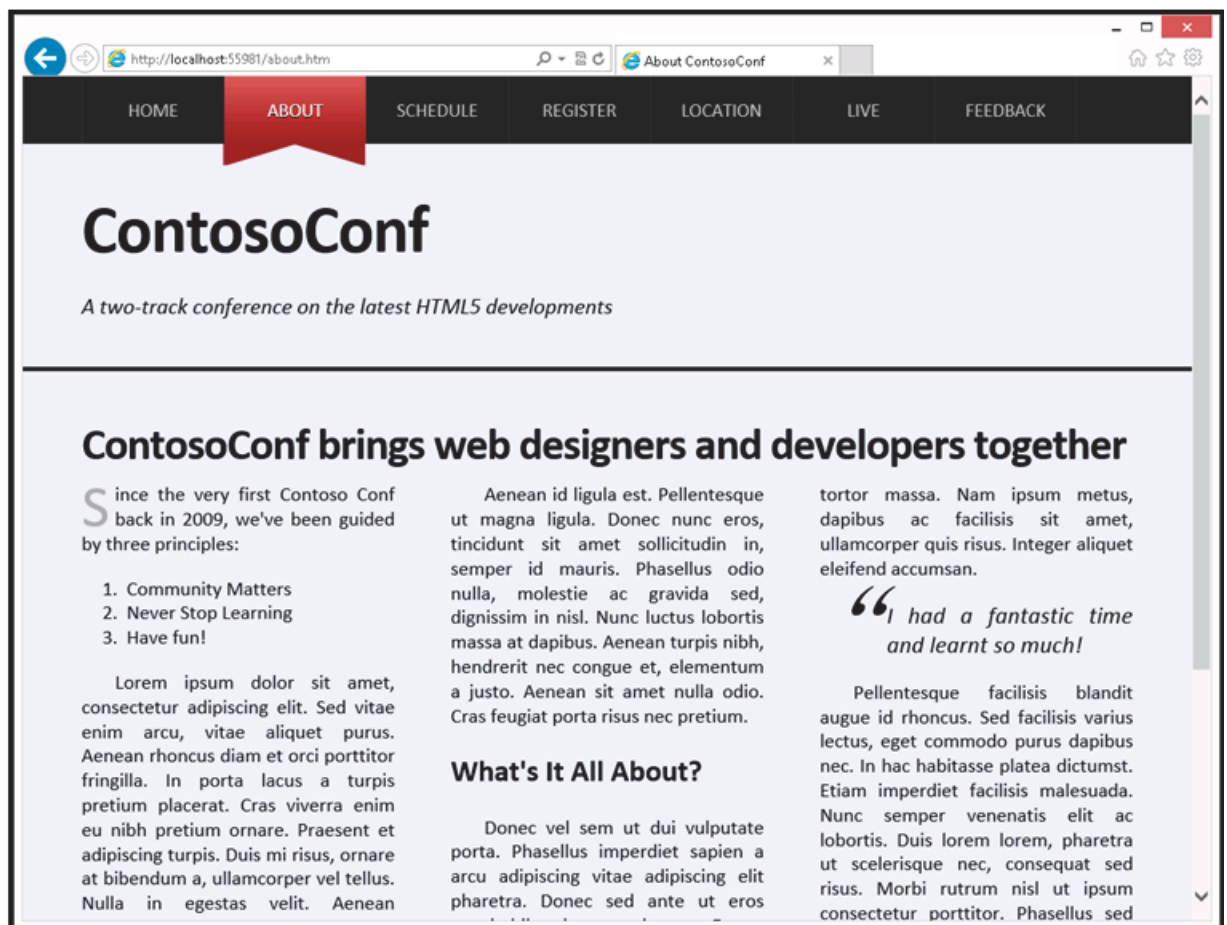 http://localhost:55981/about.htm
About ContosoConf
HOME
ABOUT
SCHEDULE
REGISTER
LOCATION
LIVE
FEEDBACK
ContosoConf
A two-track conference on the latest HTML5 developments
ContosoConf brings web designers and developers together
Since the very first Contoso Conf
back in 2009, we've been guided
by three principles:
1. Community Matters
2. Never Stop Learning
3. Have fun!
Lorem ipsum dolor sit amet,
consectetur adipiscing elit. Sed vitae
enim arcu, vitae aliquet purus.
Aenean rhoncus diam et orci porttitor
fringilla. In porta lacus a turpis
pretium placerat. Cras viverra enim
eu nibh pretium ornare. Praesent et
adipiscing turpis. Duis mi risus, ornare
at bibendum a, ullamcorper vel tellus.
Nulla in egestas velit. Aenean
Aenean id ligula est. Pellentesque
ut magna ligula. Donec nunc eros,
tincidunt sit amet sollicitudin in,
semper id mauris. Phasellus odio
nulla, molestie ac gravida sed,
dignissim in nisl. Nunc luctus lobortis
massa at dapibus. Aenean turpis nibh,
hendrerit nec congue et, elementum
a justo. Aenean sit amet nulla odio.
Cras feugiat porta risus nec pretium.
What's It All About?
Donec vel sem ut dui vulputate
porta. Phasellus imperdiet sapien a
arcu adipiscing vitae adipiscing elit
pharetra. Donec sed ante ut eros
tortor massa. Nam ipsum metus,
dapibus ac facilisis sit amet,
ullamcorper quis risus. Integer aliquet
eleifend accumsan.
“I had a fantastic time
and learnt so much!
Pellentesque facilisis blandit
augue id rhoncus. Sed facilisis varius
lectus, eget commodo purus dapibus
nec. In hac habitasse platea dictumst.
Etiam imperdiet facilisis malesuada.
Nunc semper venenatis elit ac
lobortis. Duis lorem lorem, pharetra
ut scelerisque nec, consequat sed
risus. Morbi rutrum nisl ut ipsum
consectetur porttitor. Phasellus sed